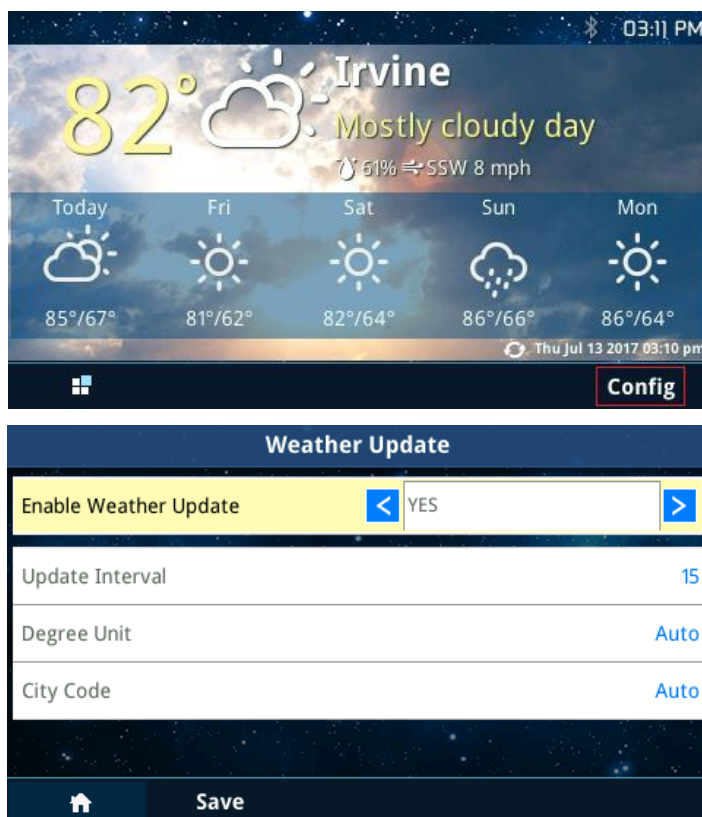 03:11 PM
82° Irvine
Mostly cloudy day
61% SSW 8 mph
Today Fri Sat Sun Mon
85°/67° 81°/62° 82°/64° 86°/66° 86°/64°
Thu Jul 13 2017 03:10 pm
Config
Weather Update
Enable Weather Update < YES >
Update Interval 15
Degree Unit Auto
City Code Auto
Save